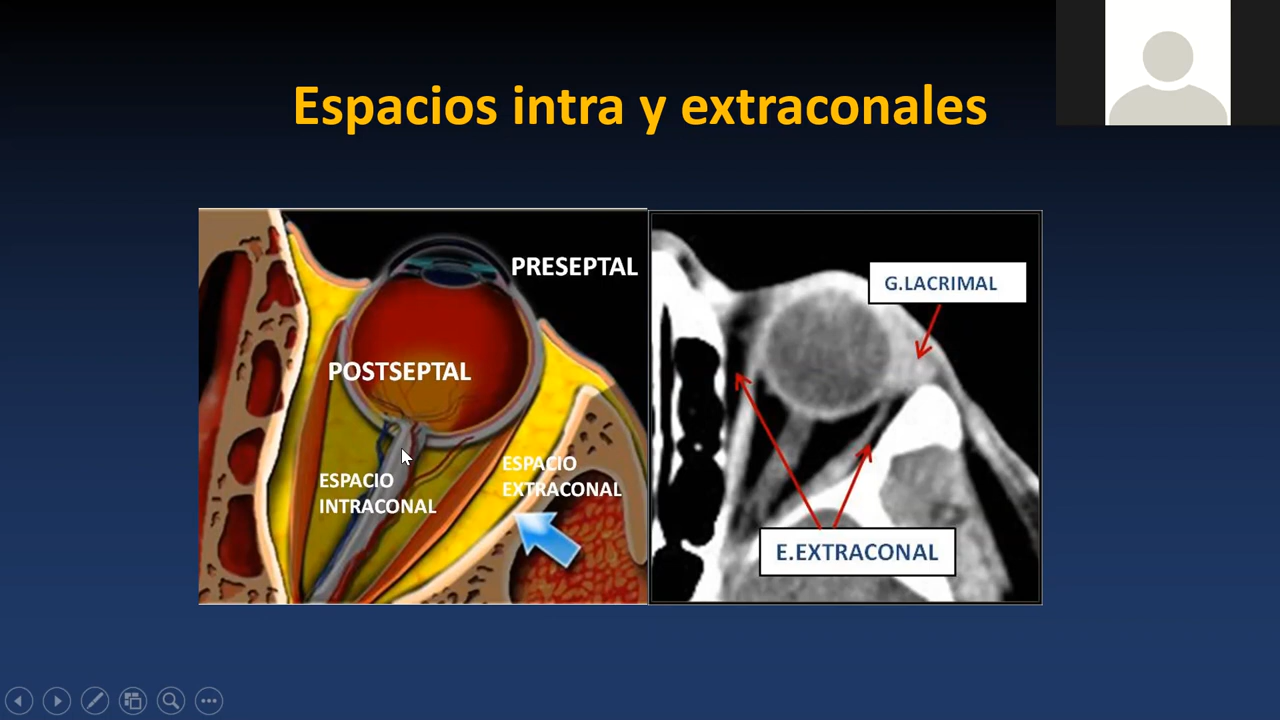 Espacios intra y extraconales
PRESEPTAL
POSTSEPTAL
ESPACIO
INTRACONAL
ESPACIO
EXTRACONAL
G.LACRIMAL
E.EXTRACONAL